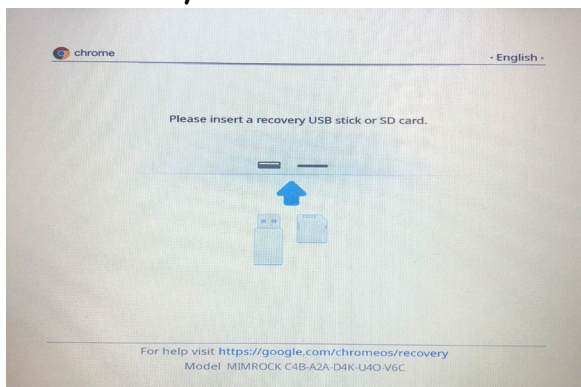 chrome
- English -
Please insert a recovery USB stick or SD card.
For help visit https://google.com/chromeos/recovery
Model MIMROCK C4B-A2A-D4K-U4O-V6C